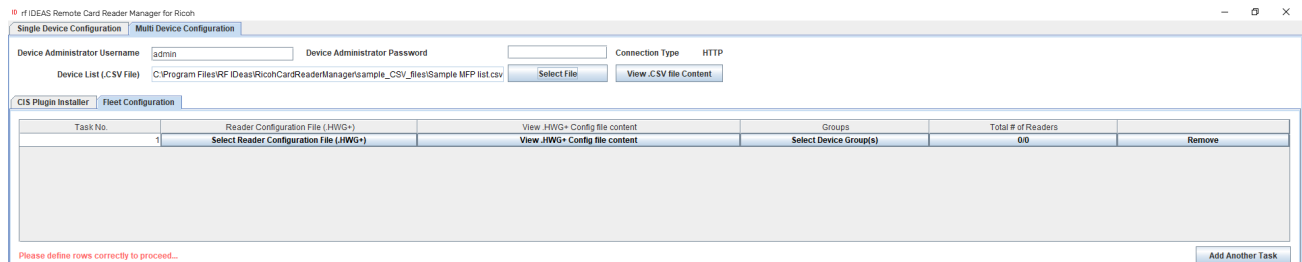 ID rf IDEAS Remote Card Reader Manager for Ricoh
Single Device Configuration Multi Device Configuration
Device Administrator Username admin Device Administrator Password Connection Type HTTP
Device List (.CSV File) C:\Program Files\RF IDeas\RicohCardReaderManager\sample_CSV_files\Sample MFP list.csv Select File View .CSV file Content
CIS Plugin Installer Fleet Configuration
Task No. Reader Configuration File (.HWG+) View .HWG+ Config file content Groups Total # of Readers
1 Select Reader Configuration File (.HWG+) View .HWG+ Config file content Select Device Group(s) 0/0 Remove
Please define rows correctly to proceed... Add Another Task